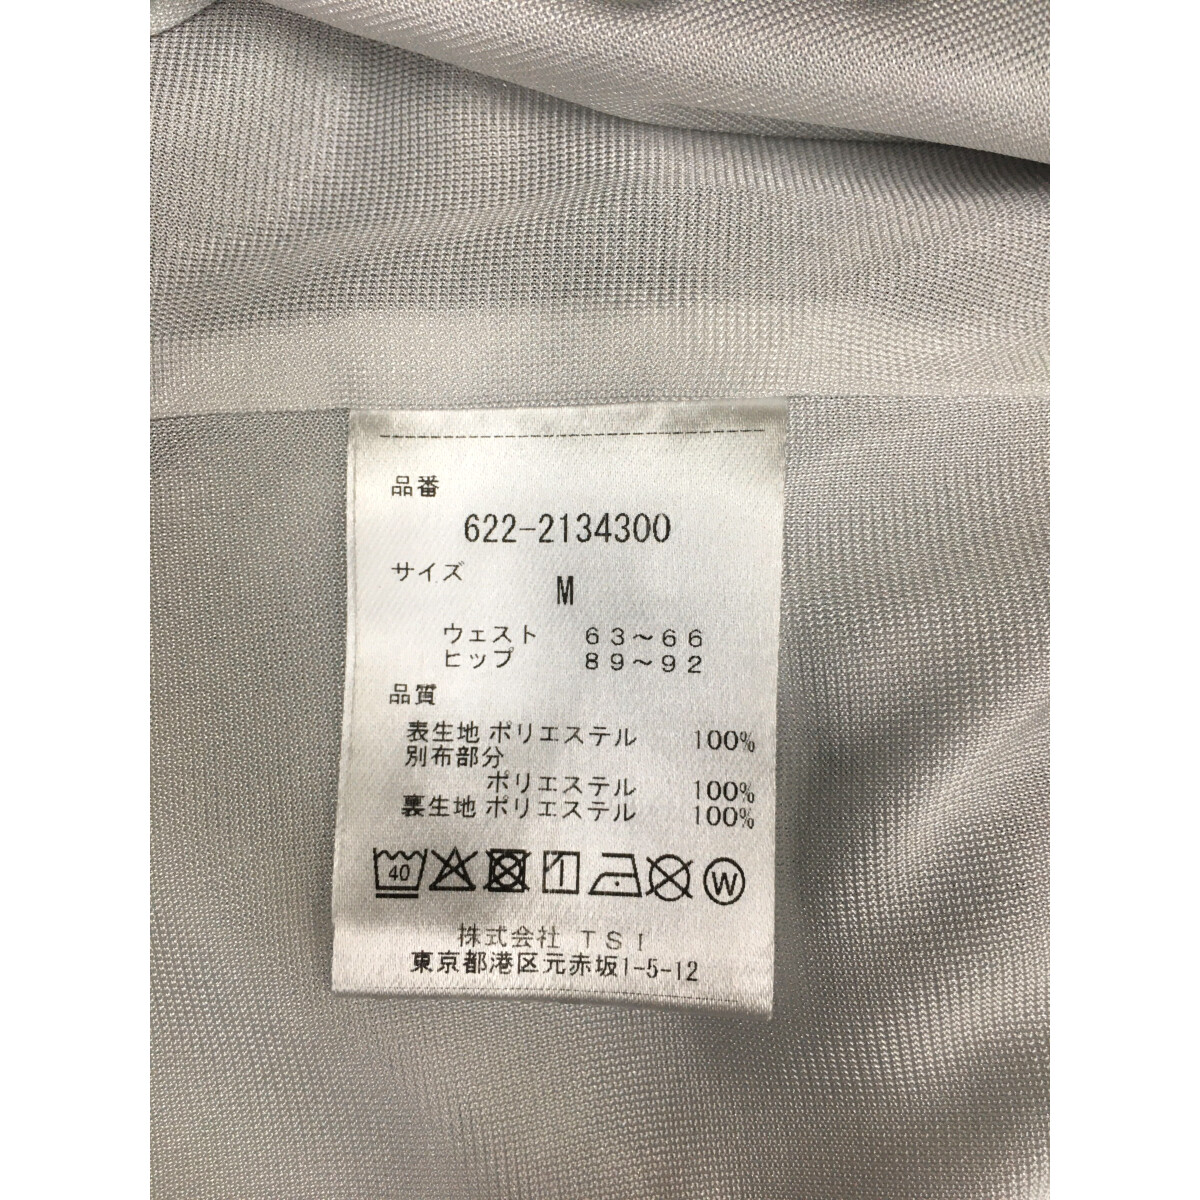 品番
622-2134300
サイズ
M
ウェスト 63～66
ヒップ 89～92
品質
表生地 ポリエステル 100%
別布部分
ポリエステル 100%
裏生地 ポリエステル 100%
40 W
株式会社 TSI
東京都港区元赤坂1-5-12